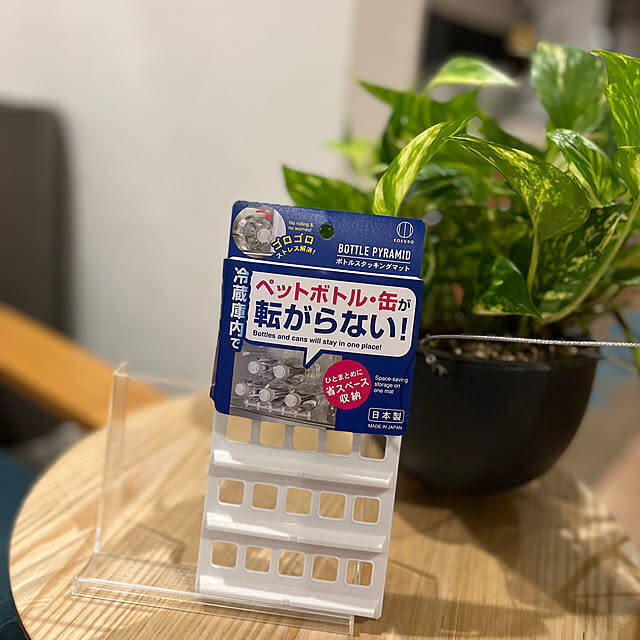 No rolling &
no worries!
ゴロゴロ
ストレス解消!
KOKUBO
BOTTLE PYRAMID
ボトルスタッキングマット
冷蔵庫内で
ペットボトル・缶が
転がらない!
Bottles and cans will stay in one place!
ひとまとめに
省スペース
収納
Space-saving
storage on
one mat
日本製
MADE IN JAPAN